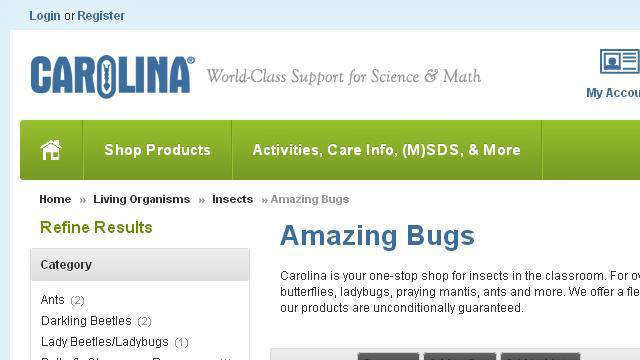 Login or Register
CAROLINA®
World-Class Support for Science & Math
My Accou
Shop Products
Activities, Care Info, (M)SDS, & More
Home » Living Organisms » Insects » Amazing Bugs
Refine Results
Category
Ants (2)
Darkling Beetles (2)
Lady Beetles/Ladybugs (1)
Amazing Bugs
Carolina is your one-stop shop for insects in the classroom. For ov
butterflies, ladybugs, praying mantis, ants and more. We offer a fle
our products are unconditionally guaranteed.